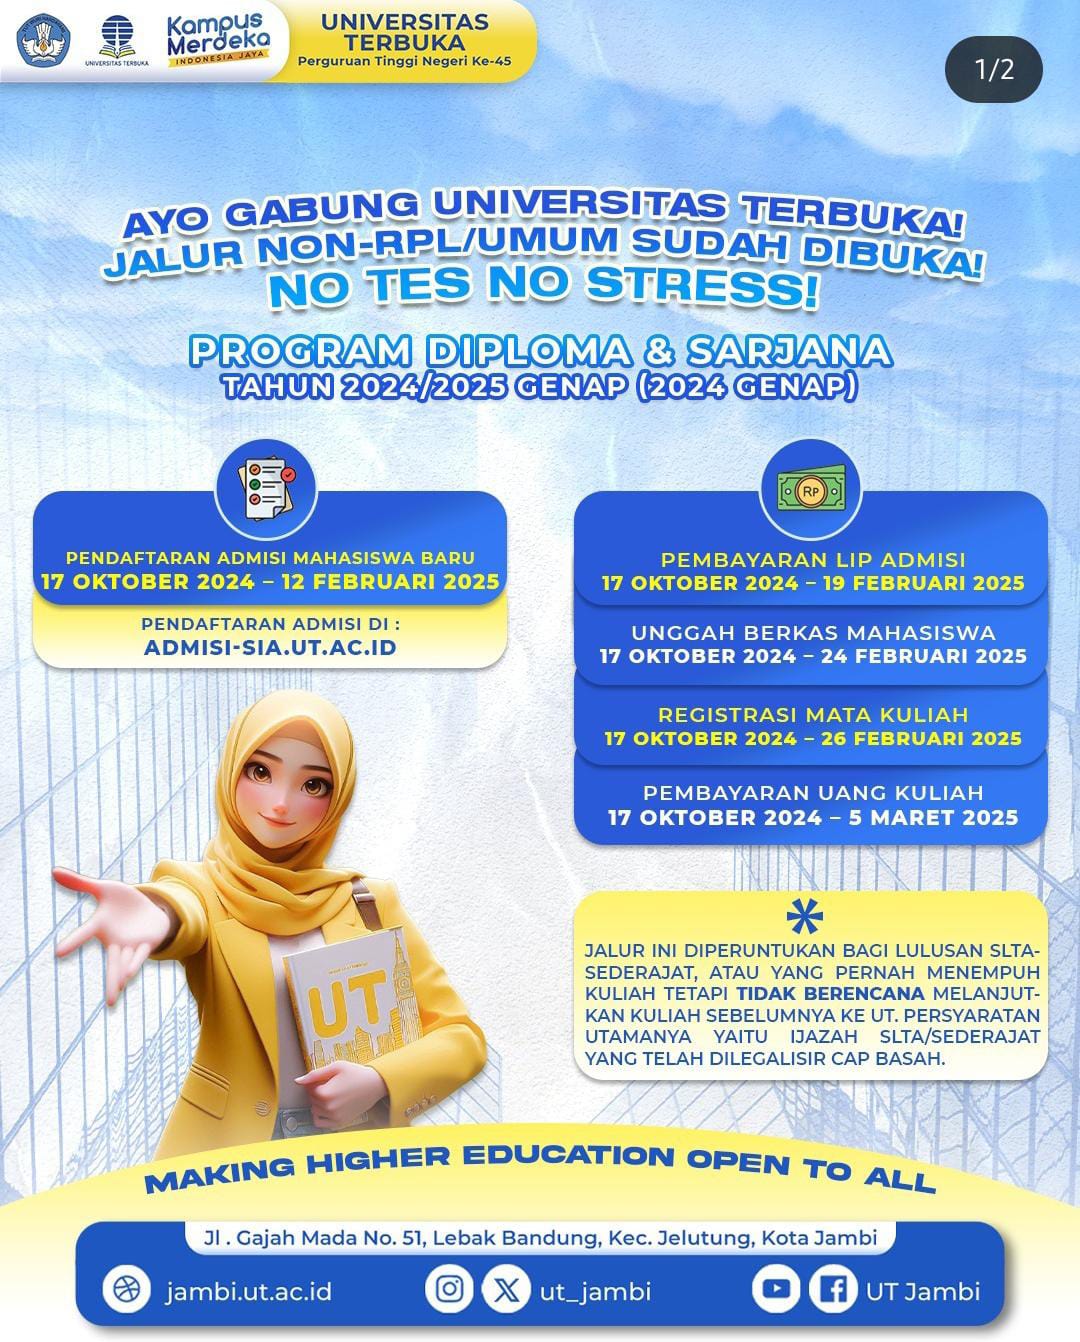 UNIVERSITAS TERBUKA
Kampus
Merdeka
INDONESIA JAYA
UNIVERSITAS
TERBUKA
Perguruan Tinggi Negeri Ke-45
1/2
AYO GABUNG UNIVERSITAS TERBUKA!
JALUR NON-RPL/UMUM SUDAH DIBUKA!
NO TES NO STRESS!
PROGRAM DIPLOMA & SARJANA
TAHUN 2024/2025 GENAP (2024 GENAP)
PENDAFTARAN ADMISI MAHASISWA BARU
17 OKTOBER 2024 – 12 FEBRUARI 2025
PENDAFTARAN ADMISI DI :
ADMISI-SIA.UT.AC.ID
RP
PEMBAYARAN LIP ADMISI
17 OKTOBER 2024 – 19 FEBRUARI 2025
UNGGAH BERKAS MAHASISWA
17 OKTOBER 2024 – 24 FEBRUARI 2025
REGISTRASI MATA KULIAH
17 OKTOBER 2024 – 26 FEBRUARI 2025
PEMBAYARAN UANG KULIAH
17 OKTOBER 2024 – 5 MARET 2025
UT
*
JALUR INI DIPERUNTUKAN BAGI LULUSAN SLTA-
SEDERAJAT, ATAU YANG PERNAH MENEMPUH
KULIAH TETAPI TIDAK BERENCANA MELANJUT-
KAN KULIAH SEBELUMNYA KE UT. PERSYARATAN
UTAMANYA YAITU IJAZAH SLTA/SEDERAJAT
YANG TELAH DILEGALISIR CAP BASAH.
MAKING HIGHER EDUCATION OPEN TO ALL
Jl . Gajah Mada No. 51, Lebak Bandung, Kec. Jelutung, Kota Jambi
jambi.ut.ac.id
ut_jambi
UT Jambi